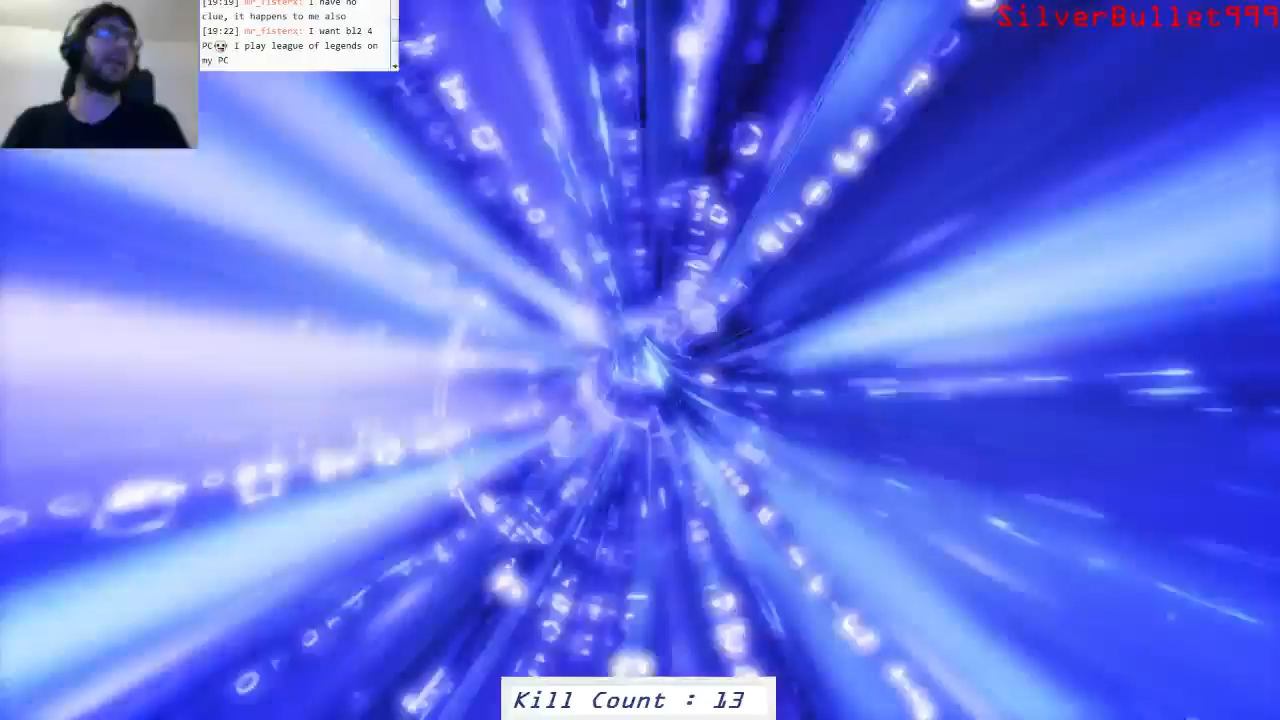 [19:19] mr_fisterx: I have no
clue, it happens to me also
[19:22] mr_fisterx: I want bl2 4
PC I play league of legends on
my PC
SilverBullet999
Kill Count : 13